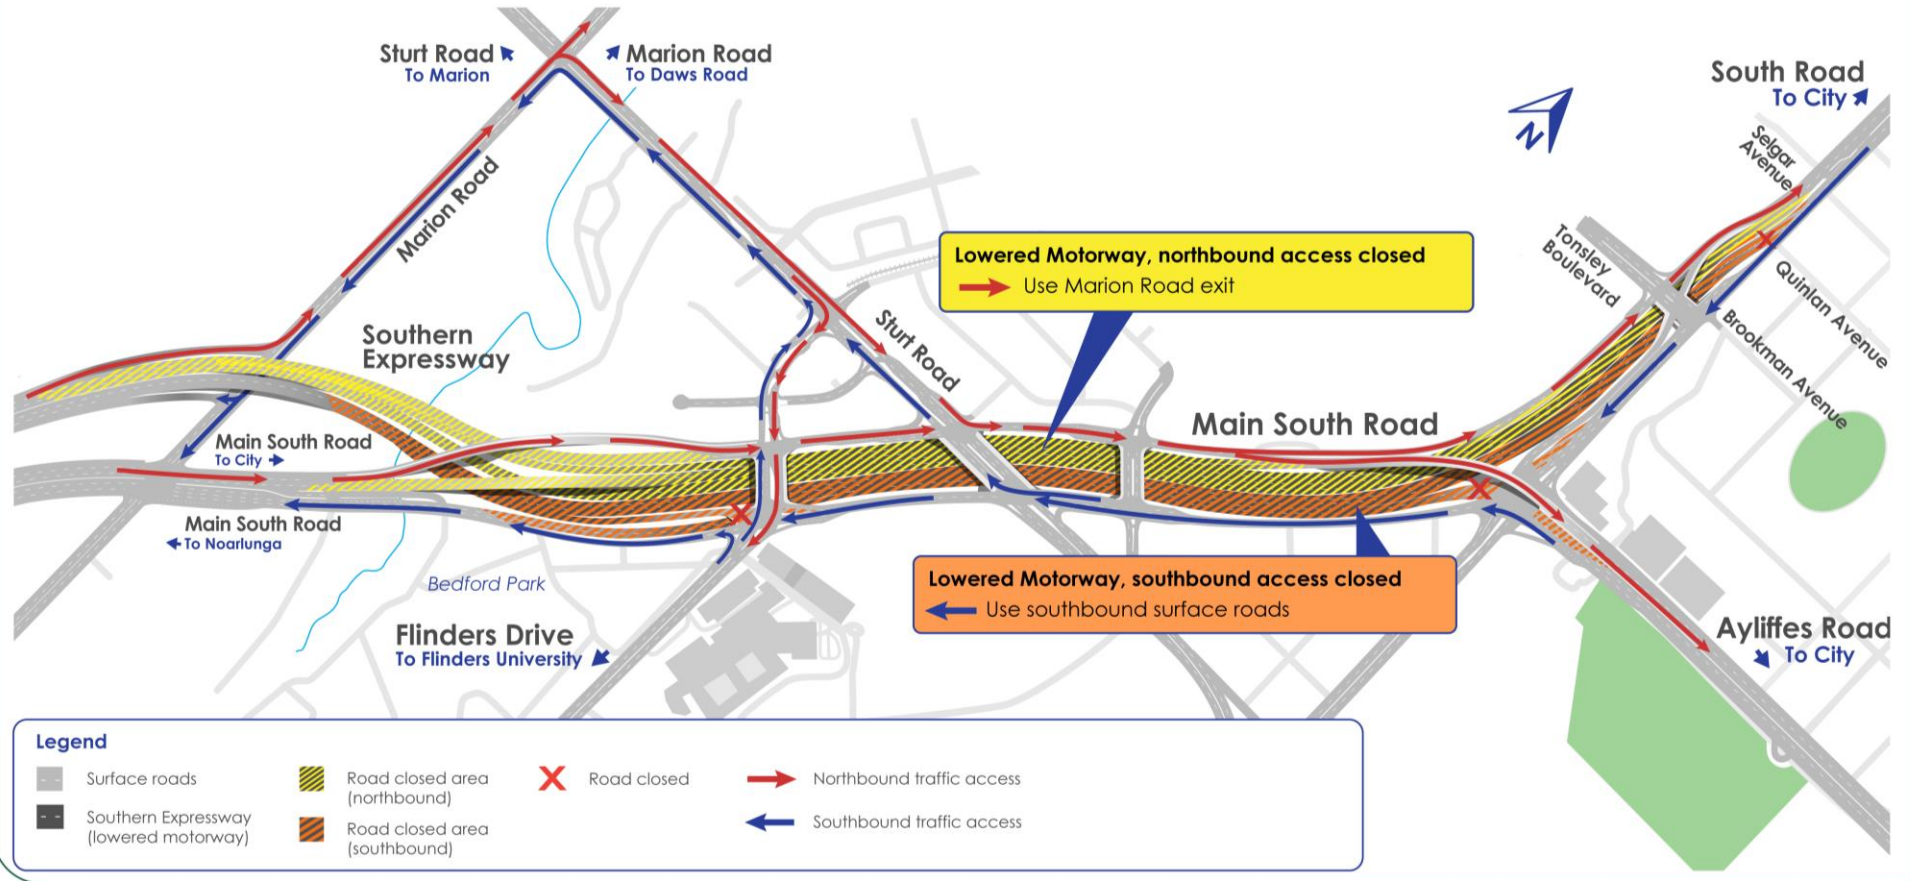 Sturt Road
To Marion
Marion Road
To Daws Road
South Road
To City
N
Selgar
Avenue
Marion Road
Tonsley
Boulevard
Quinlan Avenue
Brookman Avenue
Lowered Motorway, northbound access closed
Use Marion Road exit
Southern
Expressway
Sturt Road
Main South Road
Main South Road
To City
Main South Road
To Noarlunga
Bedford Park
Lowered Motorway, southbound access closed
Use southbound surface roads
Flinders Drive
To Flinders University
Ayliffes Road
To City
Legend
Surface roads
Southern Expressway
(lowered motorway)
Road closed area
(northbound)
Road closed area
(southbound)
Road closed
Northbound traffic access
Southbound traffic access